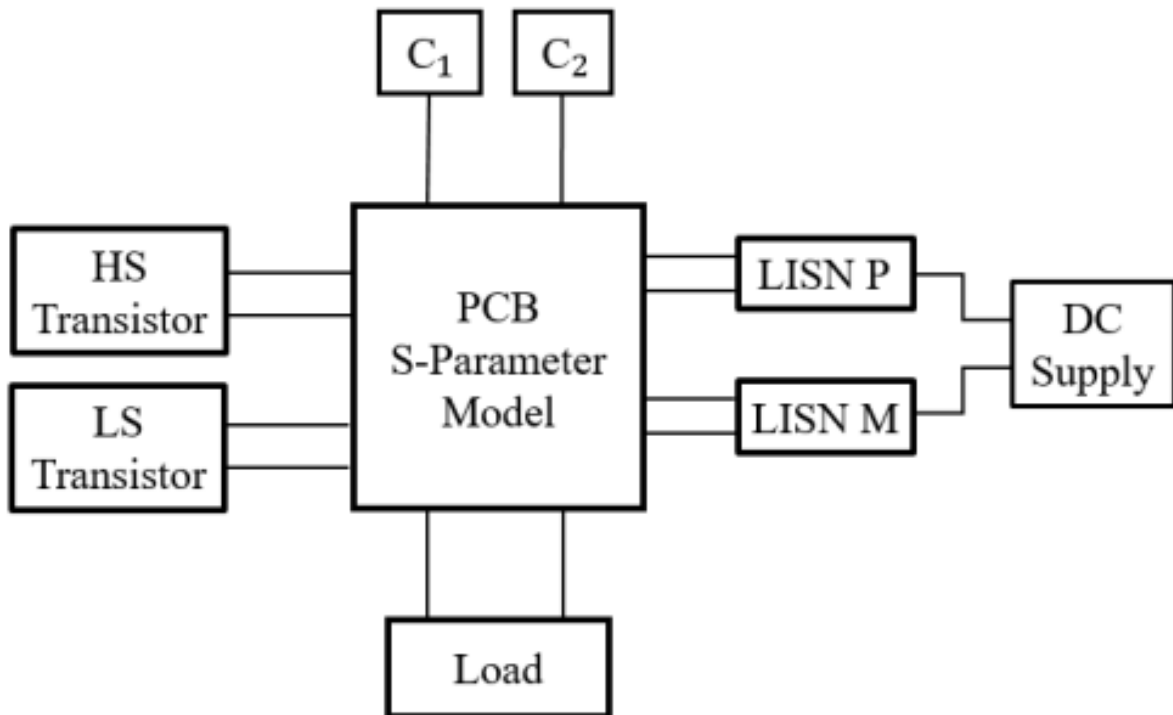 C₁
C₂
HS
Transistor
LS
Transistor
PCB
S-Parameter
Model
LISN P
LISN M
DC
Supply
Load